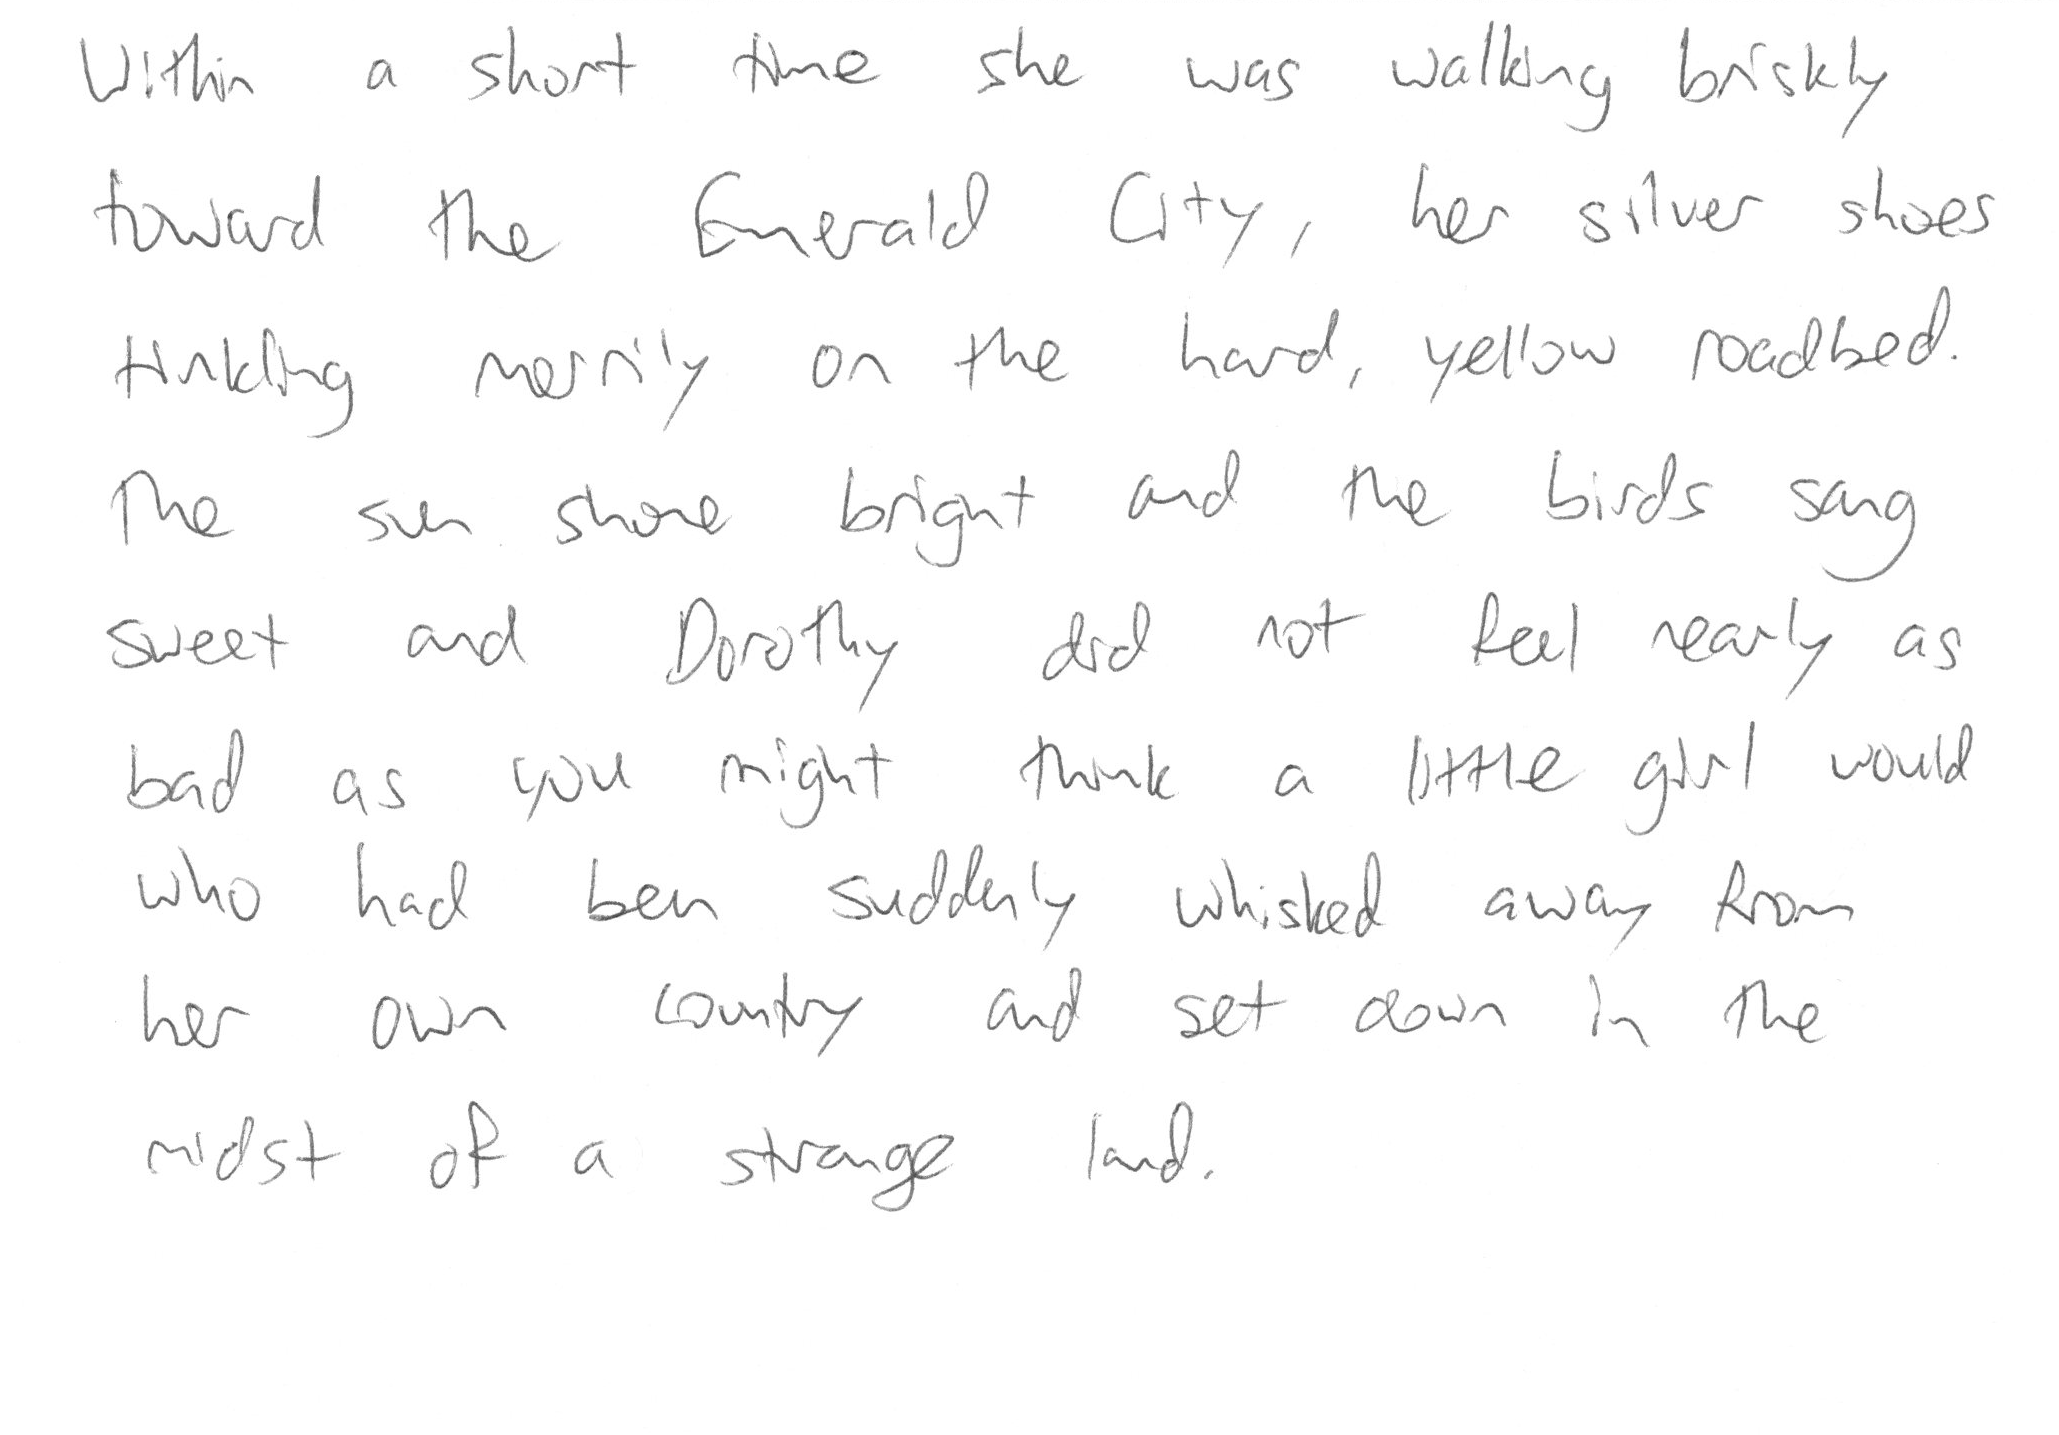 Within a short time she was walking briskly
toward the Emerald City, her silver shoes
tinkling merrily on the hard, yellow roadbed.
The sun shone bright and the birds sang
sweet and Dorothy did not feel nearly as
bad as you might think a little girl would
who had been suddenly whisked away from
her own country and set down in the
midst of a strange land.